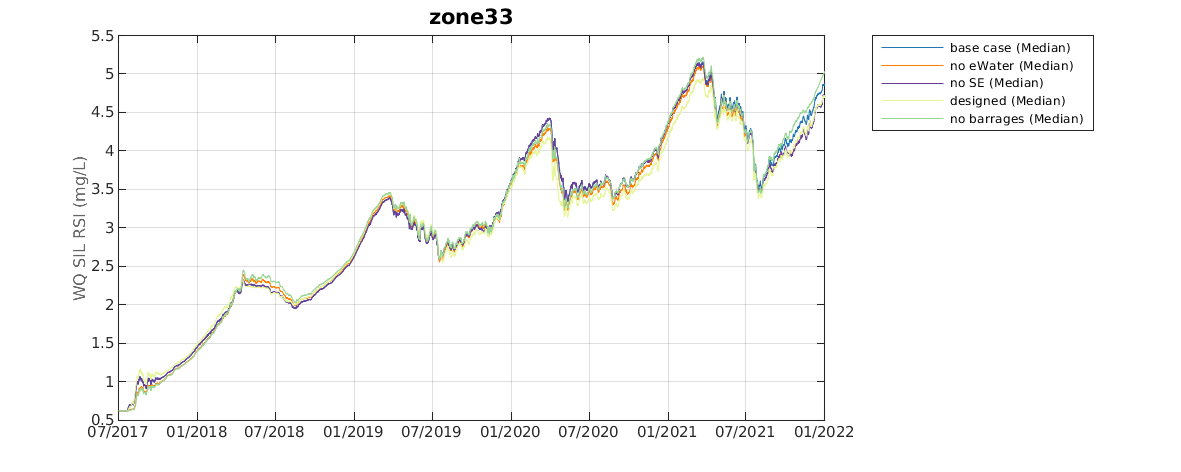 zone33
5.5
5
4.5
4
3.5
3
2.5
2
1.5
1
0.5
WQ SIL RSI (mg/L)
07/2017 01/2018 07/2018 01/2019 07/2019 01/2020 07/2020 01/2021 07/2021 01/2022
base case (Median)
no eWater (Median)
no SE (Median)
designed (Median)
no barrages (Median)